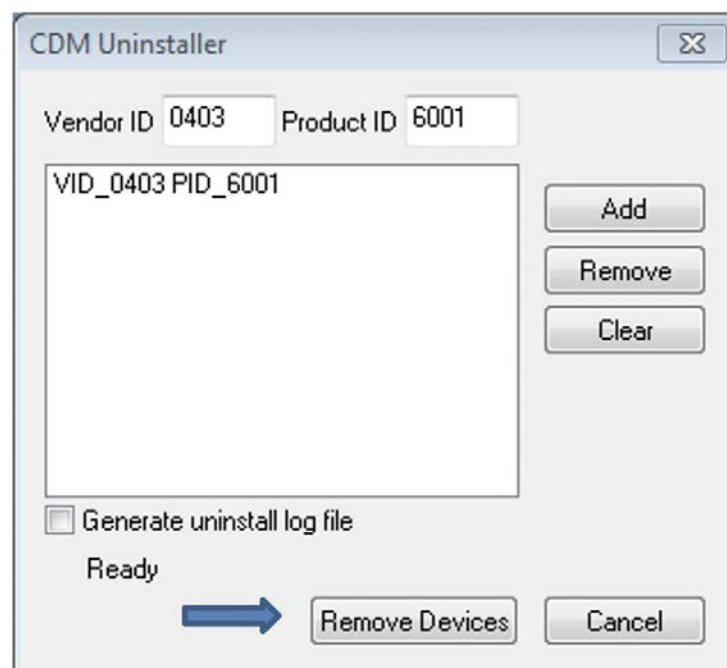 CDM Uninstaller
Vendor ID 0403 Product ID 6001
VID_0403 PID_6001
Add
Remove
Clear
Generate uninstall log file
Ready
Remove Devices Cancel